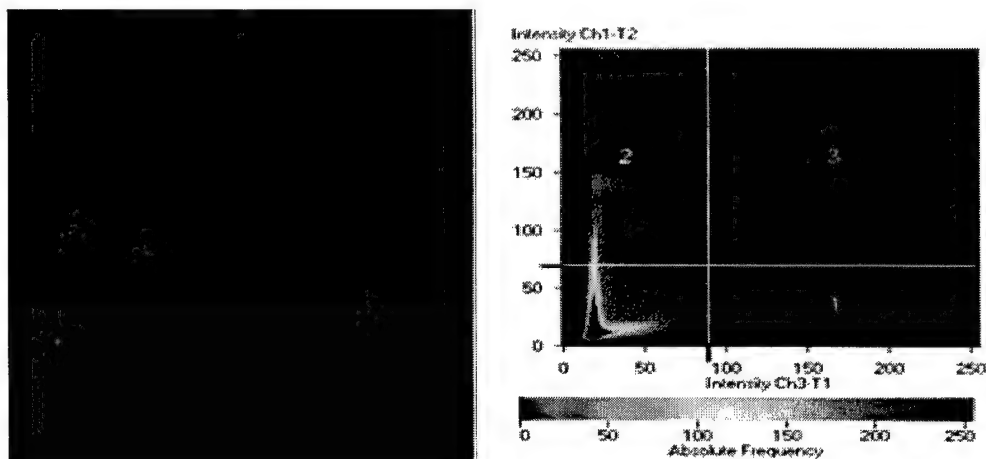 Intensity Ch1-T2
250
200
2
3
150
100
50
1
0
0 50 100 150 200 250
Intensity Ch3-T1
0 50 100 150 200 250
Absolute Frequency